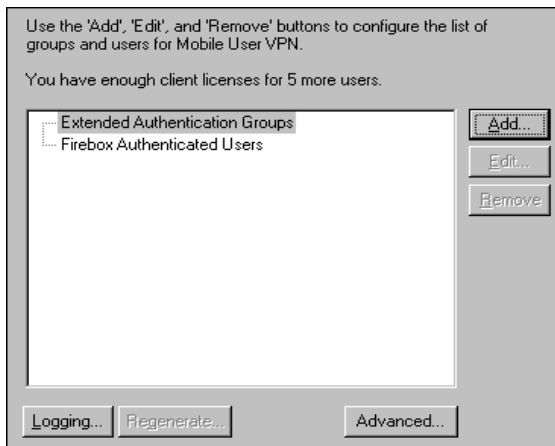 Use the 'Add', 'Edit', and 'Remove' buttons to configure the list of
groups and users for Mobile User VPN.
You have enough client licenses for 5 more users.
Extended Authentication Groups
Firebox Authenticated Users
Add...
Edit...
Remove
Logging...
Regenerate...
Advanced...